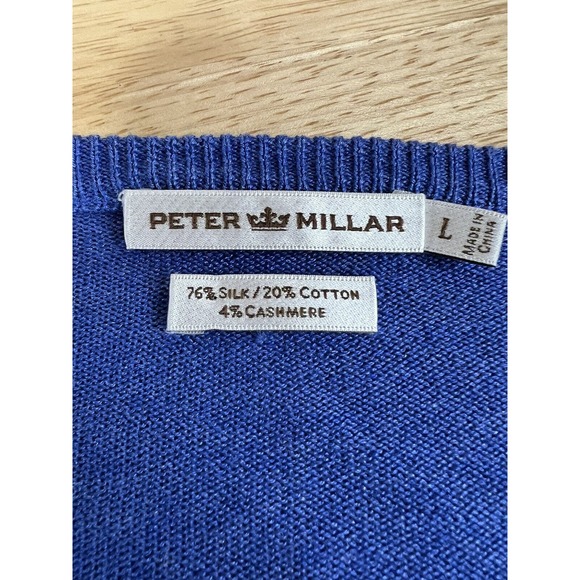 PETER MILLAR
L
MADE IN
CHINA
76% SILK / 20% COTTON
4% CASHMERE